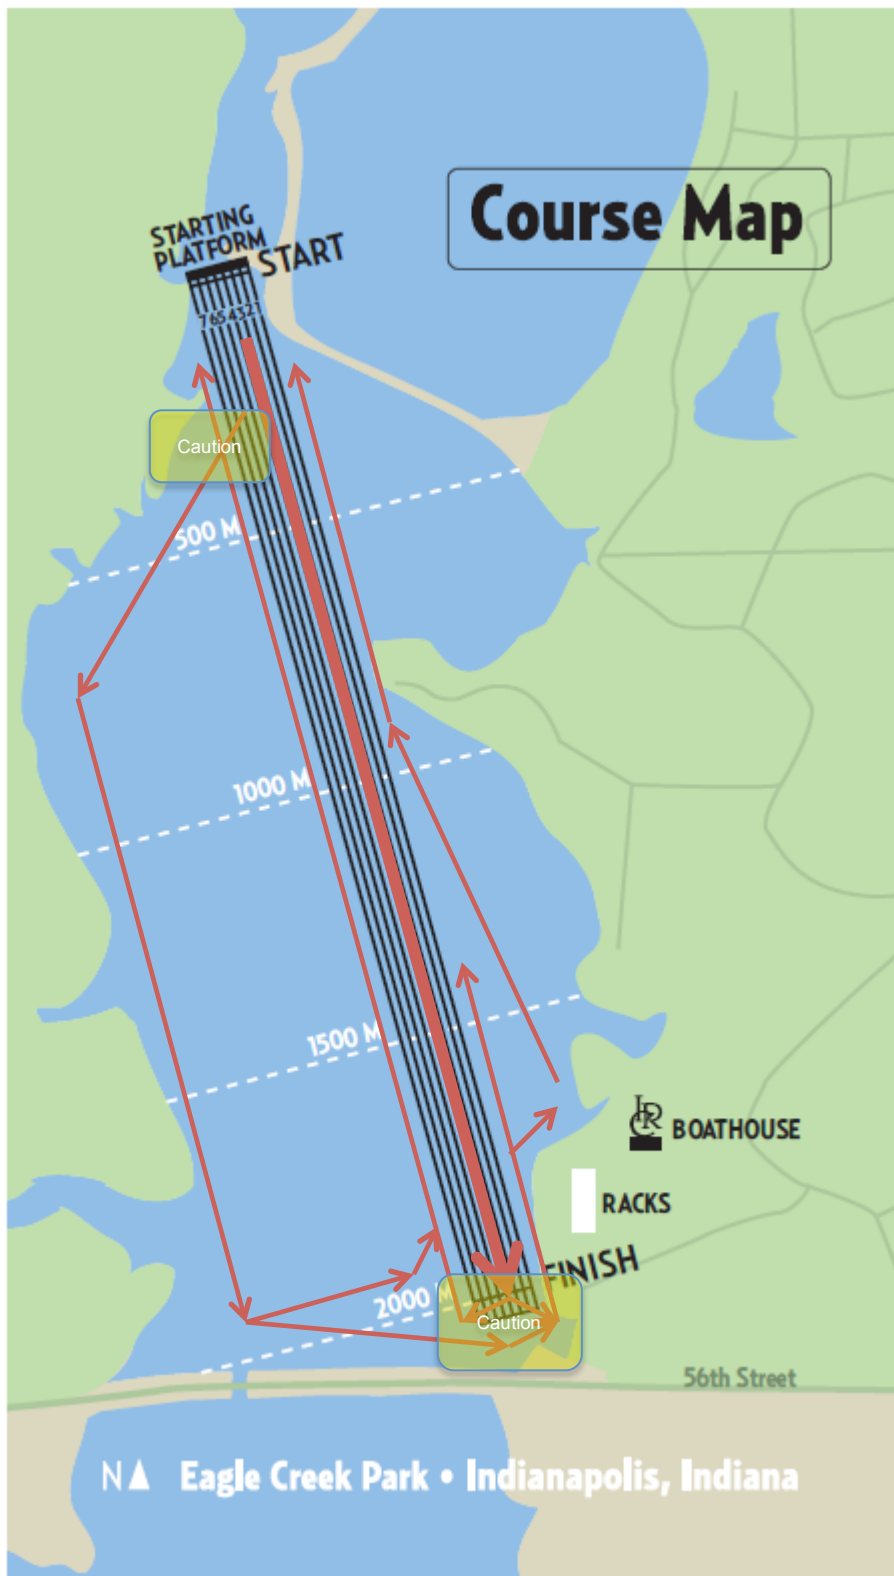 Course Map
STARTING
PLATFORM
START
7654321
Caution
500 M
1000 M
1500 M
BOATHOUSE
RACKS
FINISH
2000 M
Caution
56th Street
N
Eagle Creek Park • Indianapolis, Indiana